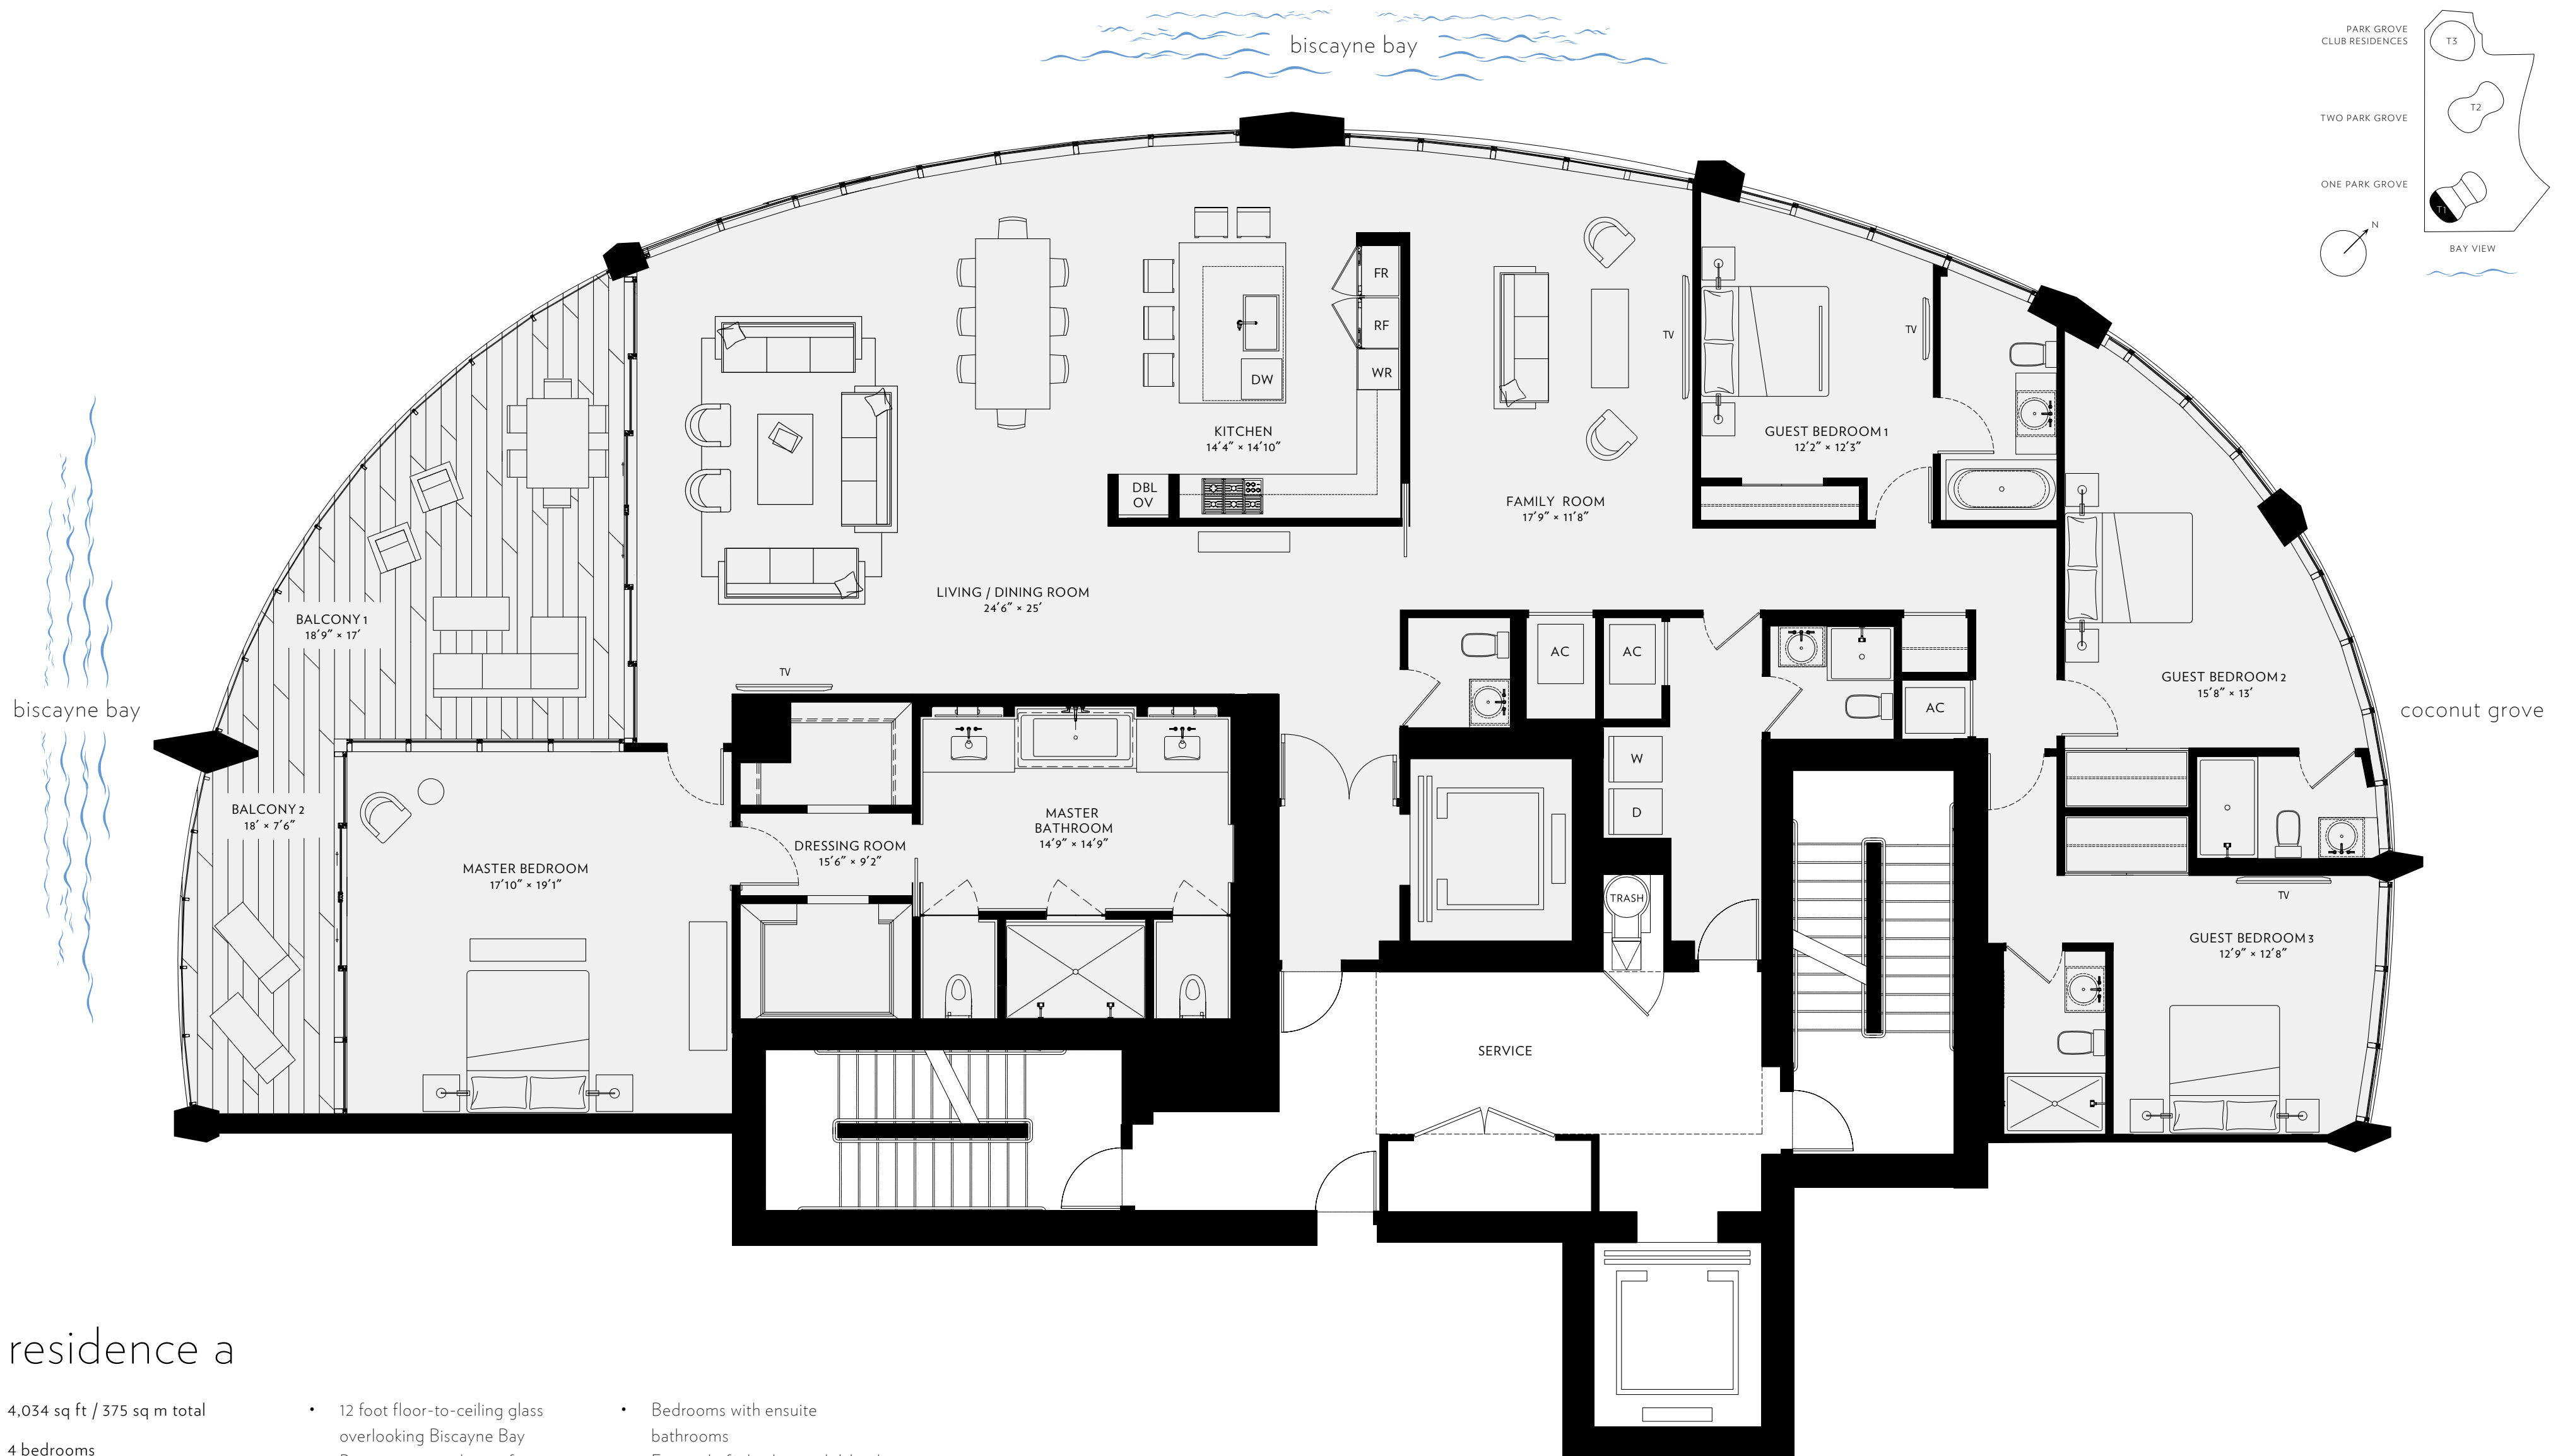 biscayne bay
PARK GROVE
CLUB RESIDENCES
T3
T2
TWO PARK GROVE
ONE PARK GROVE
T1
N
BAY VIEW
FR
RF
WR
DW
KITCHEN
14'4" × 14'10"
DBL
OV
TV
TV
GUEST BEDROOM 1
12'2" × 12'3"
FAMILY ROOM
17'9" × 11'8"
LIVING / DINING ROOM
24'6" × 25'
BALCONY 1
18'9" × 17'
TV
AC
AC
AC
GUEST BEDROOM 2
15'8" × 13'
biscayne bay
coconut grove
W
D
BALCONY 2
18' × 7'6"
MASTER BEDROOM
17'10" × 19'1"
DRESSING ROOM
15'6" × 9'2"
MASTER
BATHROOM
14'9" × 14'9"
TRASH
TV
GUEST BEDROOM 3
12'9" × 12'8"
SERVICE
residence a
4,034 sq ft / 375 sq m total
4 bedrooms
• 12 foot floor-to-ceiling glass
overlooking Biscayne Bay
• Bedrooms with ensuite
bathrooms